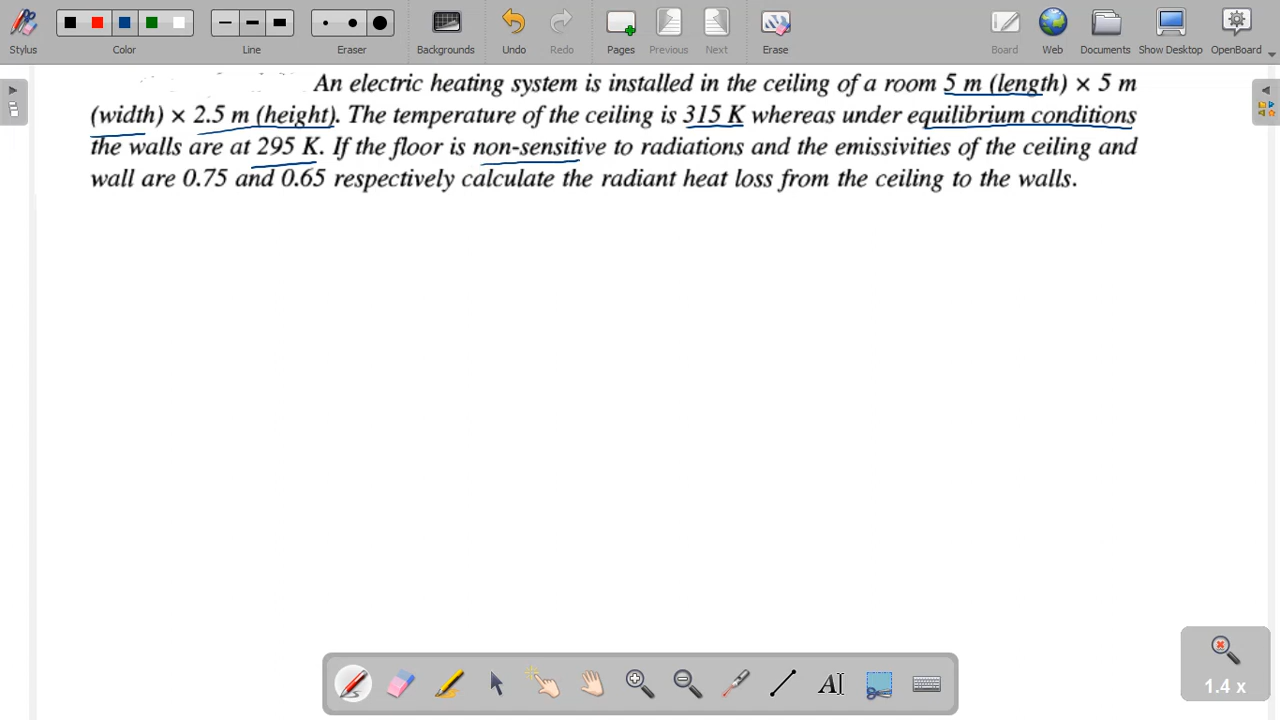 Stylus Color Line Eraser Backgrounds Undo Redo Pages Previous Next Erase Board Web Documents Show Desktop OpenBoard
An electric heating system is installed in the ceiling of a room 5 m (length) × 5 m
(width) × 2.5 m (height). The temperature of the ceiling is 315 K whereas under equilibrium conditions
the walls are at 295 K. If the floor is non-sensitive to radiations and the emissivities of the ceiling and
wall are 0.75 and 0.65 respectively calculate the radiant heat loss from the ceiling to the walls.
1.4 x